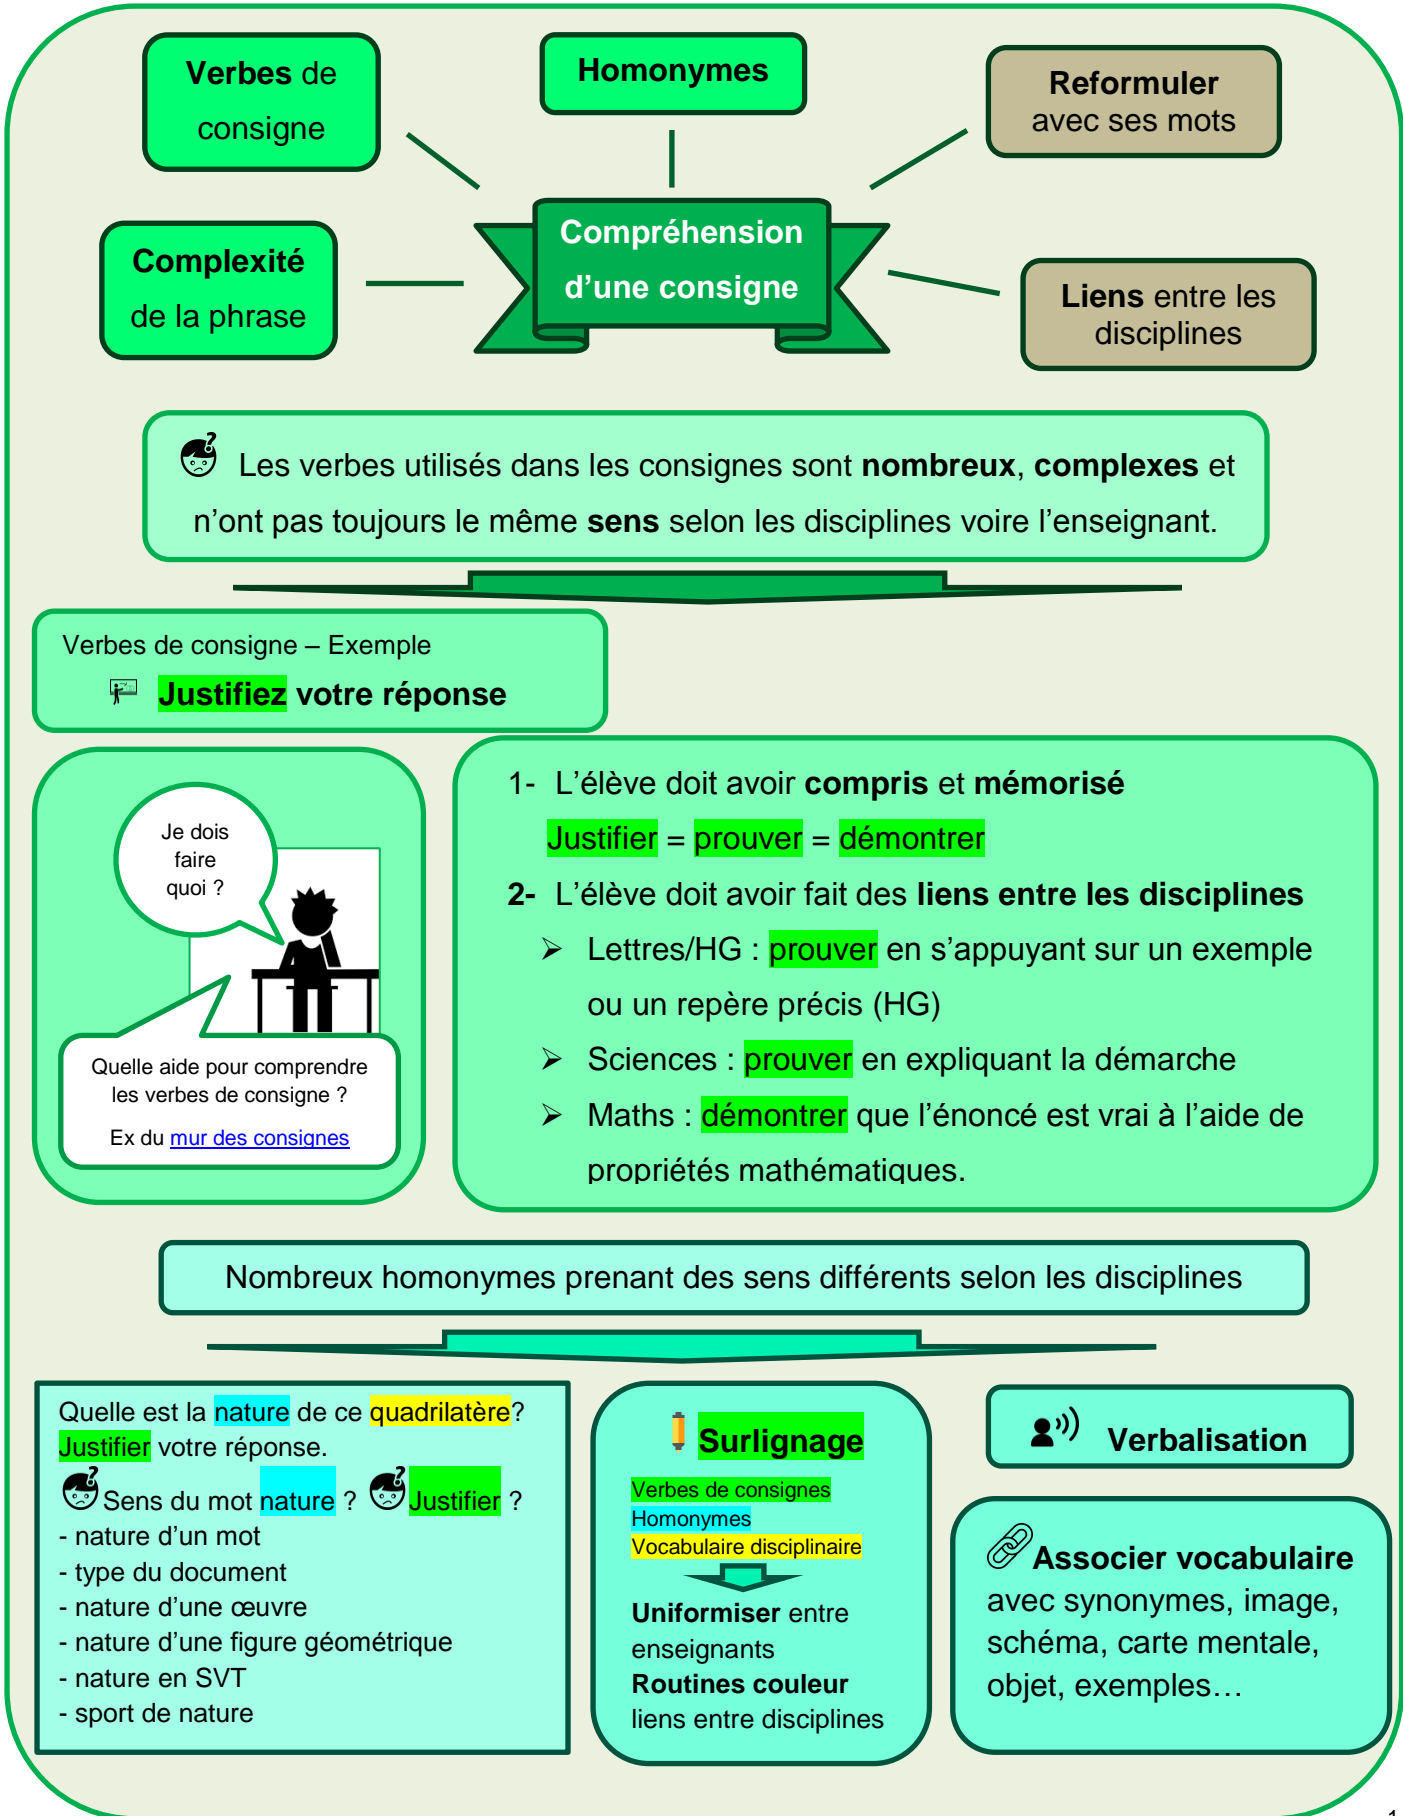 Verbes de
consigne
Homonymes
Reformuler
avec ses mots
Complexité
de la phrase
Compréhension
d'une consigne
Liens entre les
disciplines
Les verbes utilisés dans les consignes sont nombreux, complexes et
n'ont pas toujours le même sens selon les disciplines voire l'enseignant.
Verbes de consigne – Exemple
Justifiez votre réponse
Je dois
faire
quoi ?
Quelle aide pour comprendre
les verbes de consigne ?
Ex du mur des consignes
1- L'élève doit avoir compris et mémorisé
Justifier = prouver = démontrer
2- L'élève doit avoir fait des liens entre les disciplines
➢ Lettres/HG : prouver en s'appuyant sur un exemple
ou un repère précis (HG)
➢ Sciences : prouver en expliquant la démarche
➢ Maths : démontrer que l'énoncé est vrai à l'aide de
propriétés mathématiques.
Nombreux homonymes prenant des sens différents selon les disciplines
Quelle est la nature de ce quadrilatère?
Justifier votre réponse.
Sens du mot nature ? Justifier ?
- nature d'un mot
- type du document
- nature d'une œuvre
- nature d'une figure géométrique
- nature en SVT
- sport de nature
Surlignage
Verbes de consignes
Homonymes
Vocabulaire disciplinaire
Uniformiser entre
enseignants
Routines couleur
liens entre disciplines
Verbalisation
Associer vocabulaire
avec synonymes, image,
schéma, carte mentale,
objet, exemples…
1